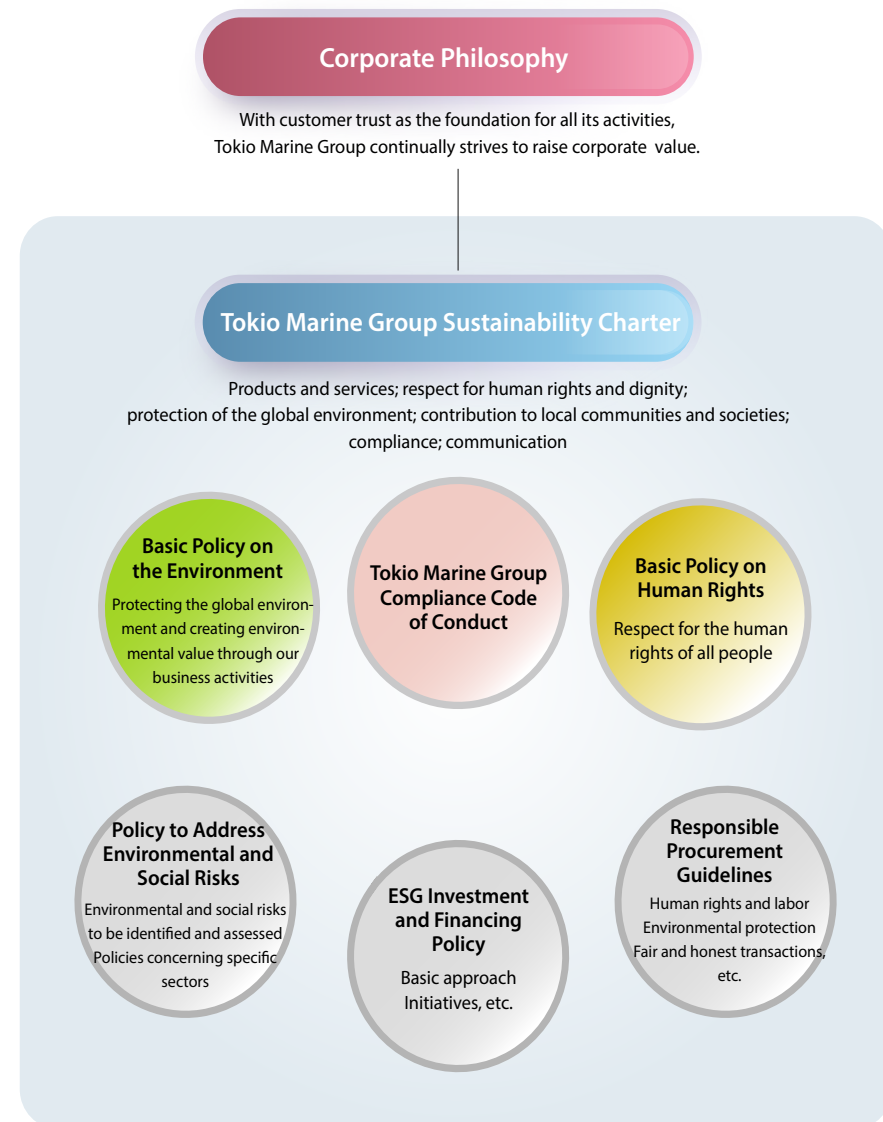 Corporate Philosophy
With customer trust as the foundation for all its activities,
Tokio Marine Group continually strives to raise corporate value.
Tokio Marine Group Sustainability Charter
Products and services; respect for human rights and dignity;
protection of the global environment; contribution to local communities and societies;
compliance; communication
Basic Policy on
the Environment
Protecting the global environ-
ment and creating environ-
mental value through our
business activities
Tokio Marine Group
Compliance Code
of Conduct
Basic Policy on
Human Rights
Respect for the human
rights of all people
Policy to Address
Environmental and
Social Risks
Environmental and social risks
to be identified and assessed
Policies concerning specific
sectors
ESG Investment
and Financing
Policy
Basic approach
Initiatives, etc.
Responsible
Procurement
Guidelines
Human rights and labor
Environmental protection
Fair and honest transactions,
etc.